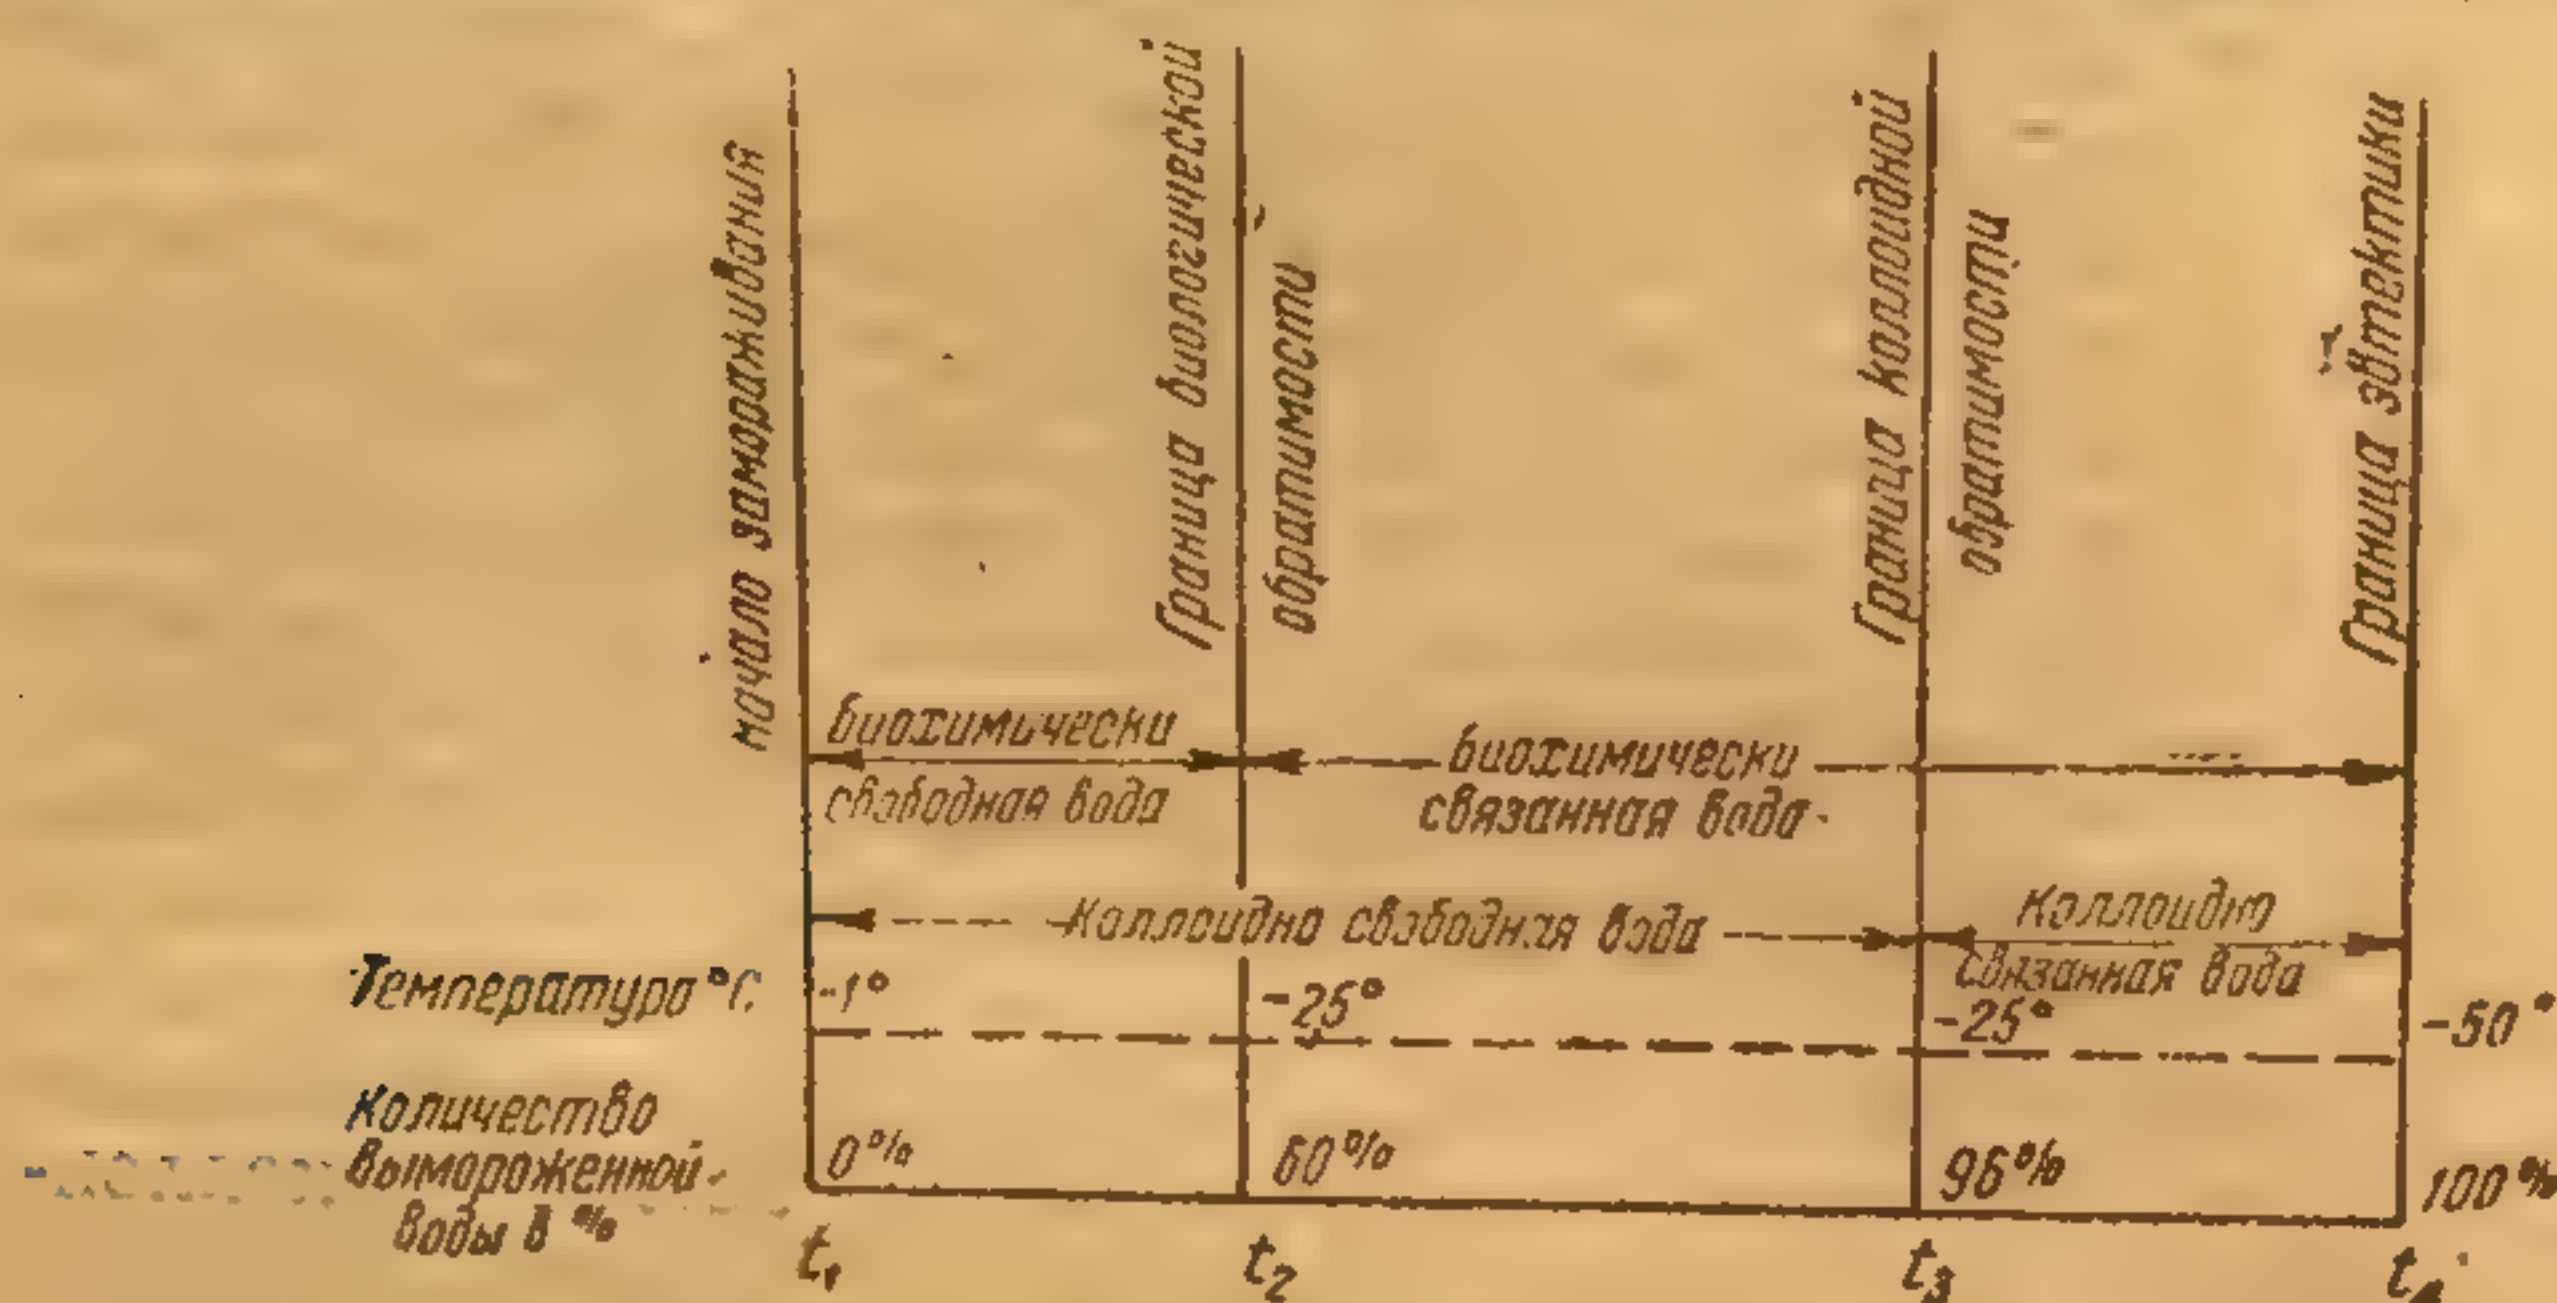 начало замораживания
Граница биологической
обратимости
Граница коллоидной
обратимости
Граница эвтектики
биохимически
свободная вода
биохимически
связанная вода
Коллоидно свободная вода
Коллоидно
связанная вода
Температура °C. -1° -25° -25° -50°
Количество
вымороженной
воды в %
0% 60% 96% 100%
t₁ t₂ t₃ t₄